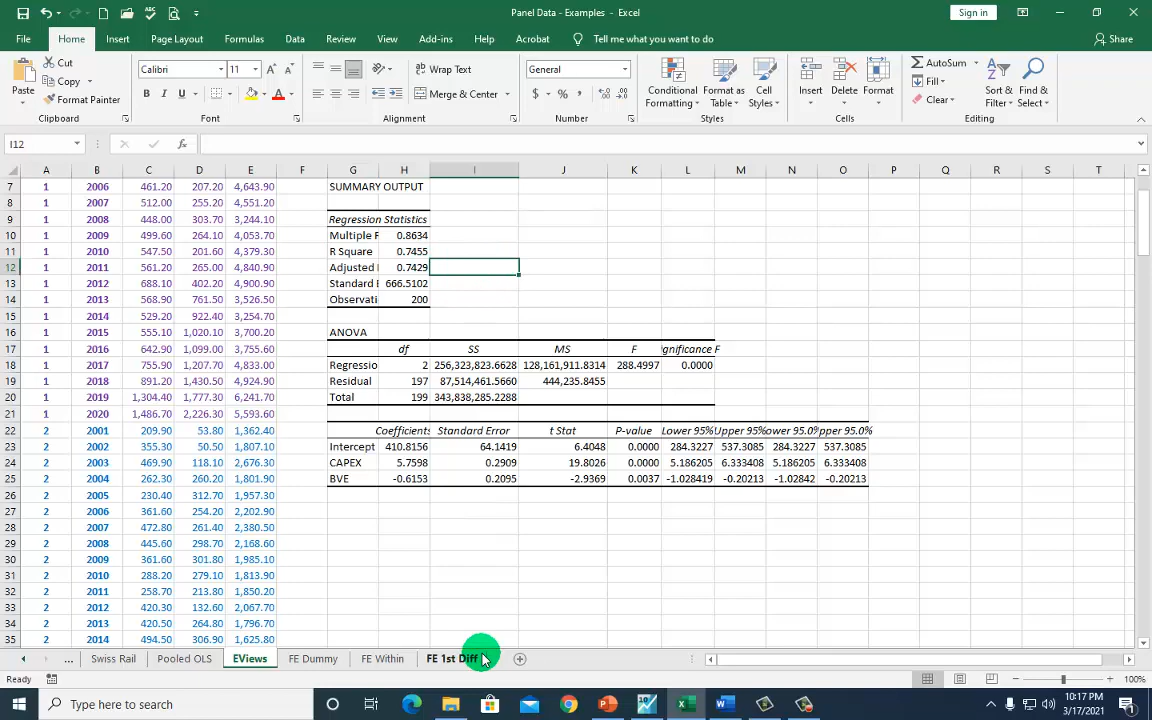 Panel Data - Examples - Excel
Sign in
File Home Insert Page Layout Formulas Data Review View Add-ins Help Acrobat Tell me what you want to do Share
Paste
Cut
Copy
Format Painter
Clipboard
Calibri 11
B I U
Font
Wrap Text
Merge & Center
Alignment
General
$ % ,
Number
Conditional Formatting
Format as Table
Cell Styles
Styles
Insert Delete Format
Cells
AutoSum
Fill
Clear
Sort & Filter
Find & Select
Editing
I12 fx
A B C D E F G H I J K L M N O P Q R S T
7 1 2006 461.20 207.20 4,643.90 SUMMARY OUTPUT
8 1 2007 512.00 255.20 4,551.20
9 1 2008 448.00 303.70 3,244.10 Regression Statistics
10 1 2009 499.60 264.10 4,053.70 Multiple F 0.8634
11 1 2010 547.50 201.60 4,379.30 R Square 0.7455
12 1 2011 561.20 265.00 4,840.90 Adjusted 0.7429
13 1 2012 688.10 402.20 4,900.90 Standard E 666.5102
14 1 2013 568.90 761.50 3,526.50 Observati 200
15 1 2014 529.20 922.40 3,254.70
16 1 2015 555.10 1,020.10 3,700.20 ANOVA
17 1 2016 642.90 1,099.00 3,755.60 df SS MS F ignificance F
18 1 2017 755.90 1,207.70 4,833.00 Regressio 2 256,323,823.6628 128,161,911.8314 288.4997 0.0000
19 1 2018 891.20 1,430.50 4,924.90 Residual 197 87,514,461.5660 444,235.8455
20 1 2019 1,304.40 1,777.30 6,241.70 Total 199 343,838,285.2288
21 1 2020 1,486.70 2,226.30 5,593.60
22 2 2001 209.90 53.80 1,362.40 Coefficients Standard Error t Stat P-value Lower 95% Upper 95% ower 95.0% pper 95.0%
23 2 2002 355.30 50.50 1,807.10 Intercept 410.8156 64.1419 6.4048 0.0000 284.3227 537.3085 284.3227 537.3085
24 2 2003 469.90 118.10 2,676.30 CAPEX 5.7598 0.2909 19.8026 0.0000 5.186205 6.333408 5.186205 6.333408
25 2 2004 262.30 260.20 1,801.90 BVE -0.6153 0.2095 -2.9369 0.0037 -1.028419 -0.20213 -1.02842 -0.20213
26 2 2005 230.40 312.70 1,957.30
27 2 2006 361.60 254.20 2,202.90
28 2 2007 472.80 261.40 2,380.50
29 2 2008 445.60 298.70 2,168.60
30 2 2009 361.60 301.80 1,985.10
31 2 2010 288.20 279.10 1,813.90
32 2 2011 258.70 213.80 1,850.20
33 2 2012 420.30 132.60 2,067.70
34 2 2013 420.50 264.80 1,796.70
35 2 2014 494.50 306.90 1,625.80
... Swiss Rail Pooled OLS EViews FE Dummy FE Within FE 1st Diff
Ready 100%
Type here to search
10:17 PM
3/17/2021